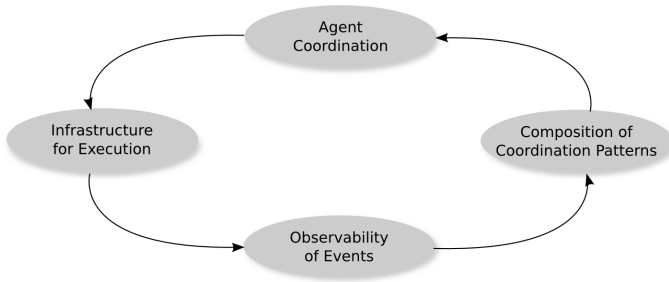 Agent
Coordination
Infrastructure
for Execution
Composition of
Coordination Patterns
Observability
of Events